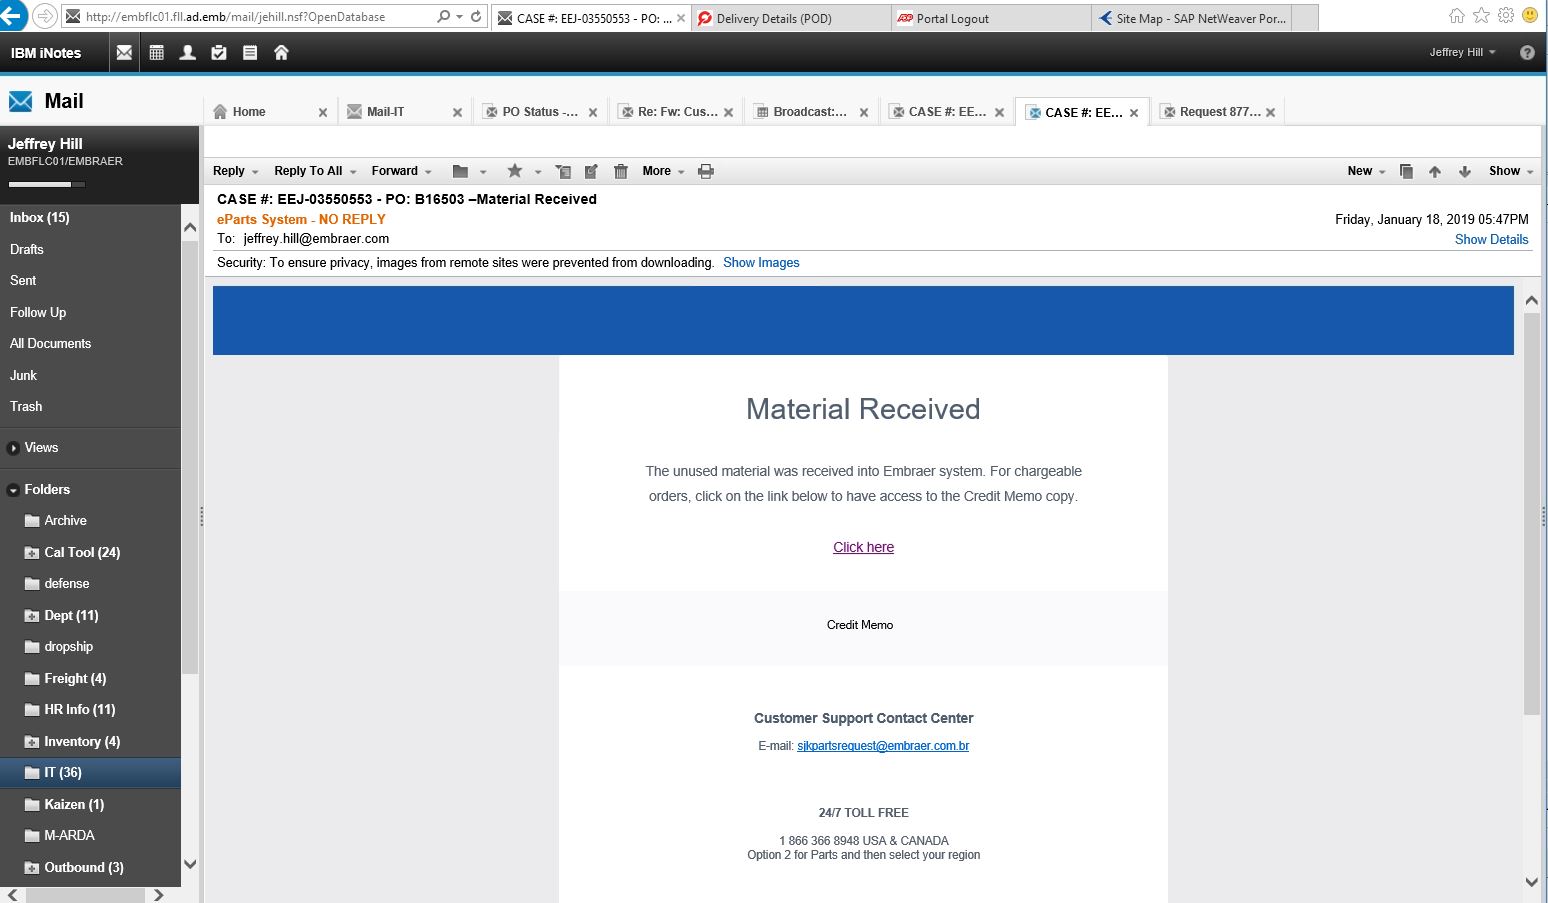 http://embflc01.fll.ad.emb/mail/jehill.nsf?OpenDatabase
CASE #: EEJ-03550553 - PO: ...
Delivery Details (POD)
Portal Logout
Site Map - SAP NetWeaver Por...
IBM iNotes
Jeffrey Hill
Mail
Home
Mail-IT
PO Status -...
Re: Fw: Cus...
Broadcast:...
CASE #: EE...
CASE #: EE...
Request 877...
Jeffrey Hill
EMBFLC01/EMBRAER
Reply
Reply To All
Forward
More
New
Show
CASE #: EEJ-03550553 - PO: B16503 –Material Received
eParts System - NO REPLY
Friday, January 18, 2019 05:47PM
To: jeffrey.hill@embraer.com
Show Details
Security: To ensure privacy, images from remote sites were prevented from downloading. Show Images
Inbox (15)
Drafts
Sent
Follow Up
All Documents
Junk
Trash
Views
Folders
Archive
Cal Tool (24)
defense
Dept (11)
dropship
Freight (4)
HR Info (11)
Inventory (4)
IT (36)
Kaizen (1)
M-ARDA
Outbound (3)
Material Received
The unused material was received into Embraer system. For chargeable
orders, click on the link below to have access to the Credit Memo copy.
Click here
Credit Memo
Customer Support Contact Center
E-mail: sjkpartsrequest@embraer.com.br
24/7 TOLL FREE
1 866 366 8948 USA & CANADA
Option 2 for Parts and then select your region